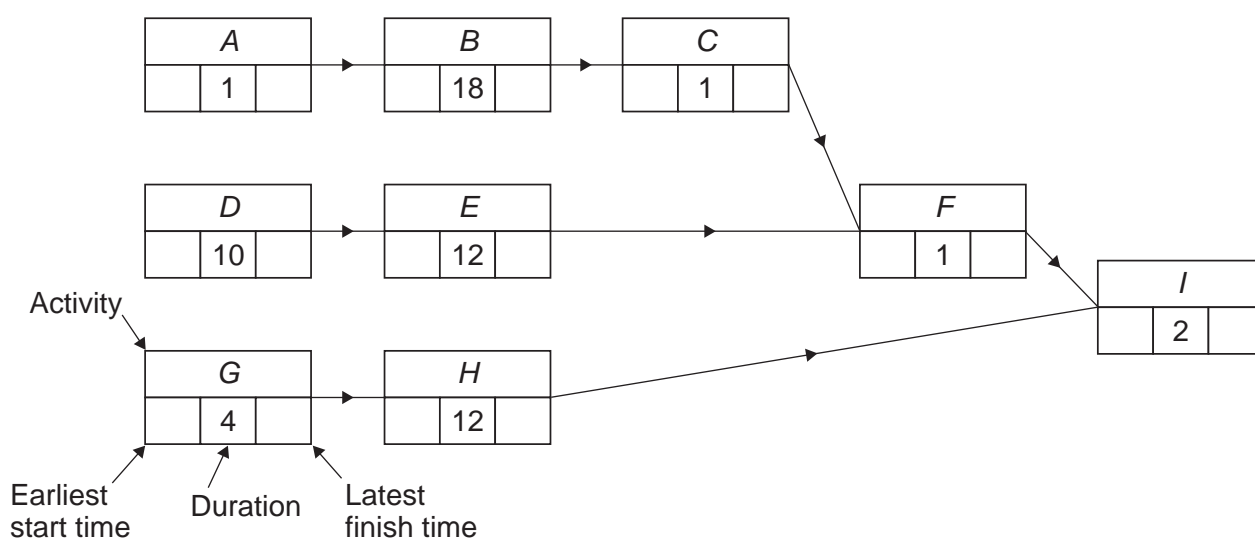 A
B
C
1
18
1
D
E
F
10
12
1
I
2
Activity
G
H
4
12
Earliest
start time
Duration
Latest
finish time